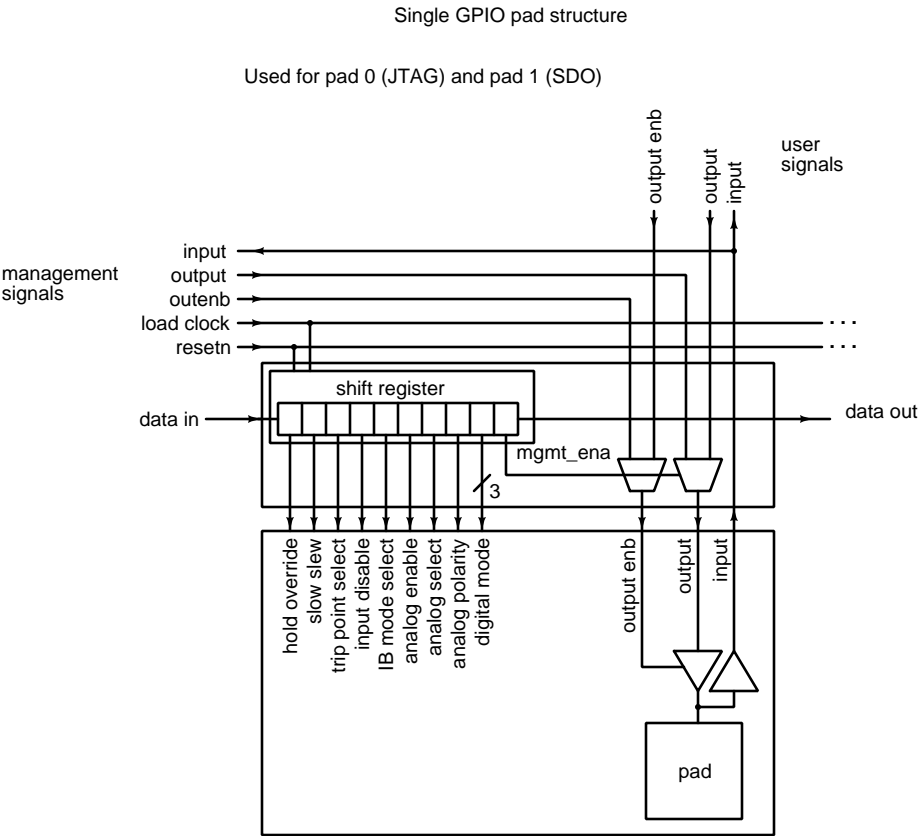 Single GPIO pad structure
Used for pad 0 (JTAG) and pad 1 (SDO)
output enb
output
input
user
signals
management
signals
input
output
outenb
load clock
resetn
. . .
. . .
shift register
data in
data out
mgmt_ena
3
hold override
slow slew
trip point select
input disable
IB mode select
analog enable
analog select
analog polarity
digital mode
output enb
output
input
pad